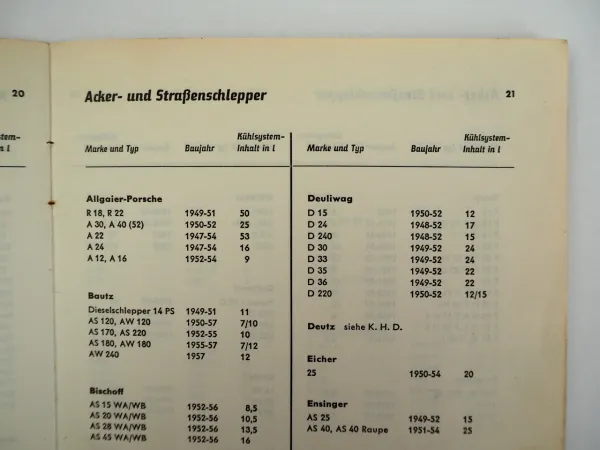 20
tem-
n l
Acker- und Straßenschlepper
21
Marke und Typ Baujahr Kühlsystem-
Inhalt in l
Allgaier-Porsche
R 18, R 22 1949-51 50
A 30, A 40 (52) 1950-52 25
A 22 1947-54 53
A 24 1947-54 16
A 12, A 16 1952-54 9
Bautz
Dieselschlepper 14 PS 1949-51 11
AS 120, AW 120 1950-57 7/10
AS 170, AS 220 1952-55 10
AS 180, AW 180 1955-57 7/12
AW 240 1957 12
Bischoff
AS 15 WA/WB 1952-56 8,5
AS 20 WA/WB 1952-56 10,5
AS 28 WA/WB 1952-56 13,5
AS 45 WA/WB 1952-56 16
Marke und Typ Baujahr Kühlsystem-
Inhalt in l
Deuliwag
D 15 1950-52 12
D 24 1948-52 17
D 240 1948-52 15
D 30 1949-52 24
D 33 1949-52 24
D 35 1949-52 22
D 36 1949-52 22
D 220 1950-52 12/15
Deutz siehe K. H. D.
Eicher
25 1950-54 20
Ensinger
AS 25 1949-52 15
AS 40, AS 40 Raupe 1951-54 25